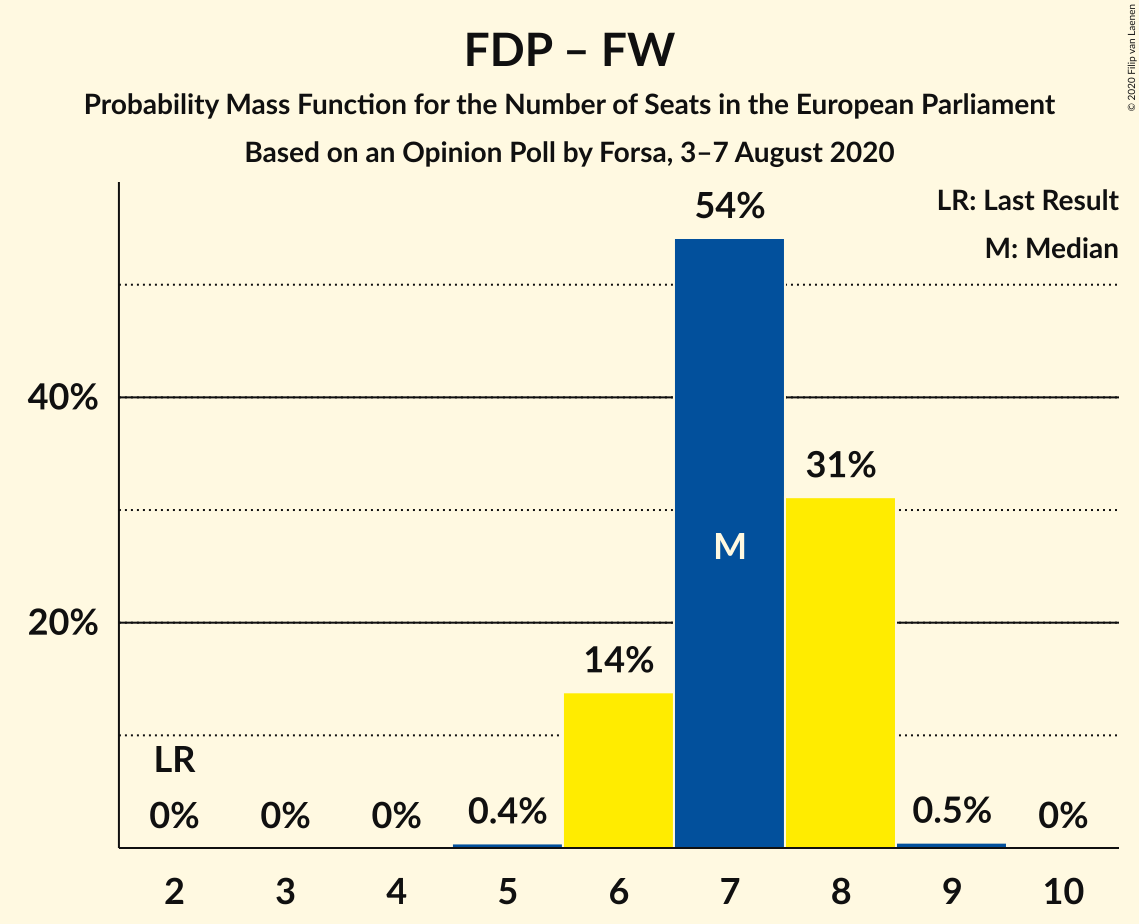 FDP – FW
Probability Mass Function for the Number of Seats in the European Parliament
Based on an Opinion Poll by Forsa, 3–7 August 2020
© 2020 Filip van Laenen
LR: Last Result
M: Median
54%
40%
31%
M
20%
14%
LR
0% 0% 0% 0.4% 0.5% 0%
2 3 4 5 6 7 8 9 10